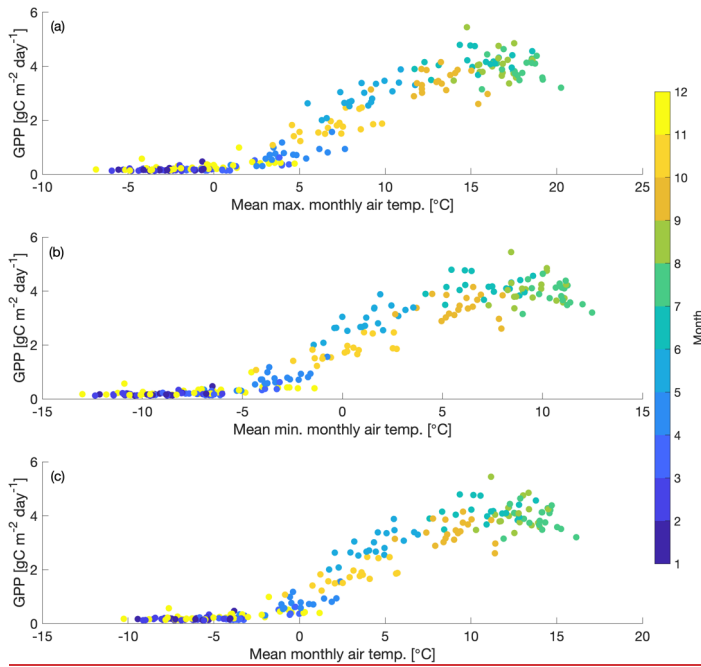 (a)
GPP [gC m-2 day-1]
6
4
2
0
-10 -5 0 5 10 15 20 25
Mean max. monthly air temp. [°C]
(b)
GPP [gC m-2 day-1]
6
4
2
0
-15 -10 -5 0 5 10 15
Mean min. monthly air temp. [°C]
(c)
GPP [gC m-2 day-1]
6
4
2
0
-15 -10 -5 0 5 10 15 20
Mean monthly air temp. [°C]
12
11
10
9
8
7
6
5
4
3
2
1
Month